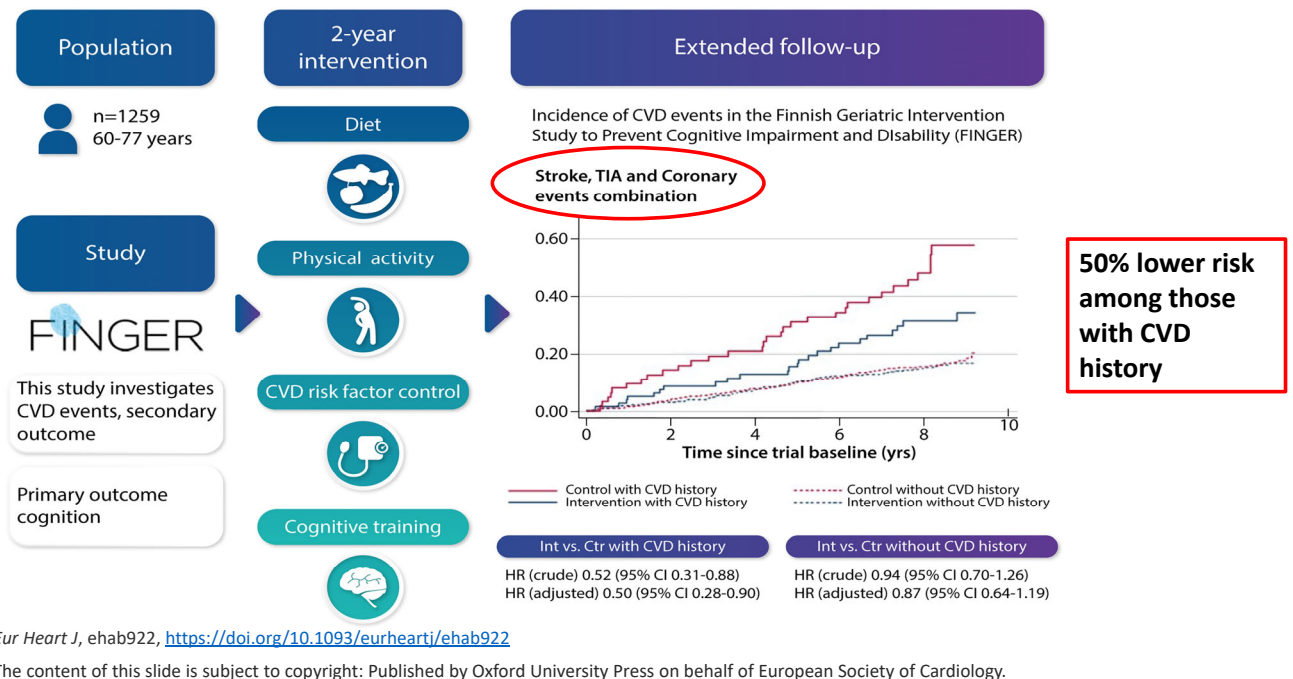 Population
n=1259
60-77 years
Study
FINGER
This study investigates
CVD events, secondary
outcome
Primary outcome
cognition
2-year
intervention
Diet
Physical activity
CVD risk factor control
Cognitive training
Extended follow-up
Incidence of CVD events in the Finnish Geriatric Intervention
Study to Prevent Cognitive Impairment and DIsability (FINGER)
Stroke, TIA and Coronary
events combination
0.60
0.40
0.20
0.00
0 2 4 6 8 10
Time since trial baseline (yrs)
Control with CVD history
Intervention with CVD history
Control without CVD history
Intervention without CVD history
Int vs. Ctr with CVD history
HR (crude) 0.52 (95% CI 0.31-0.88)
HR (adjusted) 0.50 (95% CI 0.28-0.90)
Int vs. Ctr without CVD history
HR (crude) 0.94 (95% CI 0.70-1.26)
HR (adjusted) 0.87 (95% CI 0.64-1.19)
50% lower risk
among those
with CVD
history
Eur Heart J, ehab922, https://doi.org/10.1093/eurheartj/ehab922
The content of this slide is subject to copyright: Published by Oxford University Press on behalf of European Society of Cardiology.